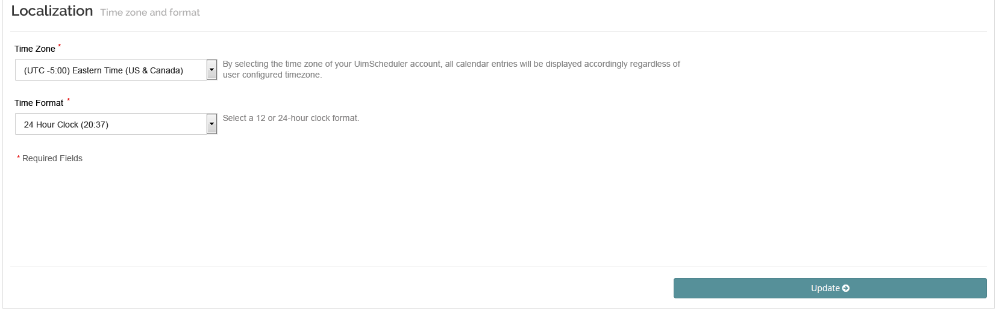 Localization Time zone and format
Time Zone *
(UTC -5:00) Eastern Time (US & Canada)
By selecting the time zone of your UimScheduler account, all calendar entries will be displayed accordingly regardless of
user configured timezone.
Time Format *
24 Hour Clock (20:37)
Select a 12 or 24-hour clock format.
* Required Fields
Update